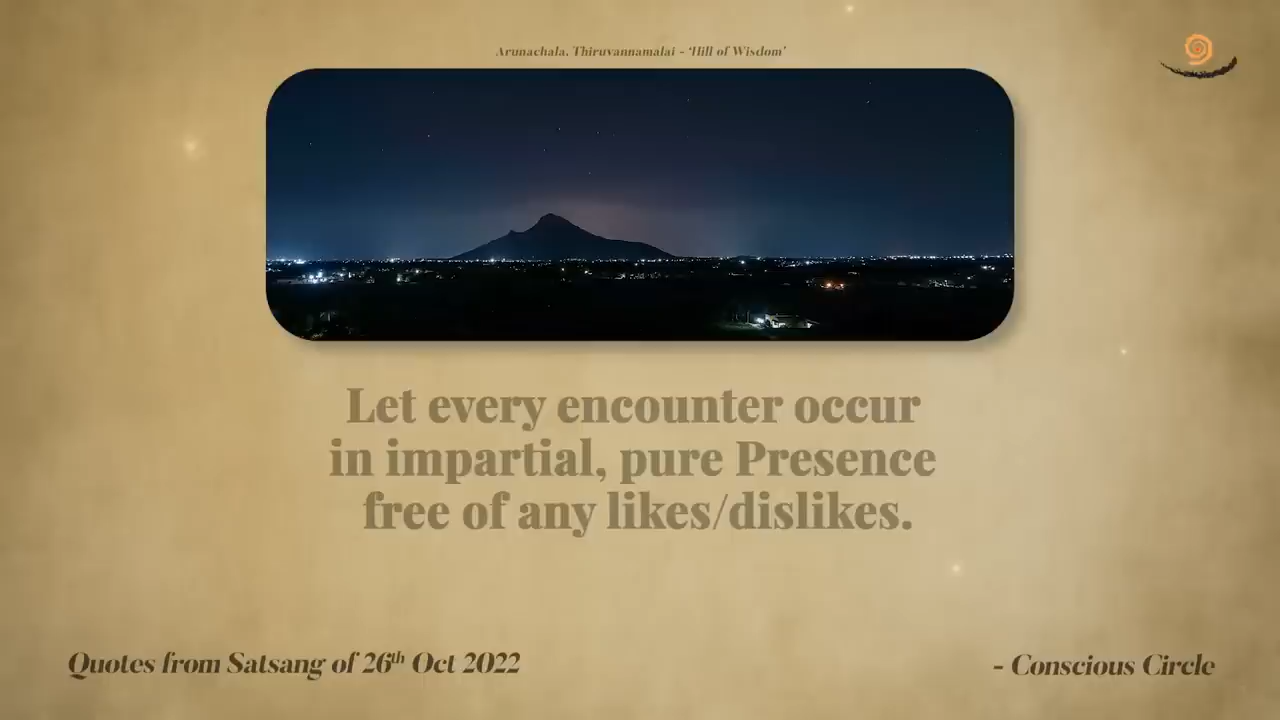 Arunachala, Thiruvannamalai - 'Hill of Wisdom'
Let every encounter occur
in impartial, pure Presence
free of any likes/dislikes.
Quotes from Satsang of 26th Oct 2022
- Conscious Circle